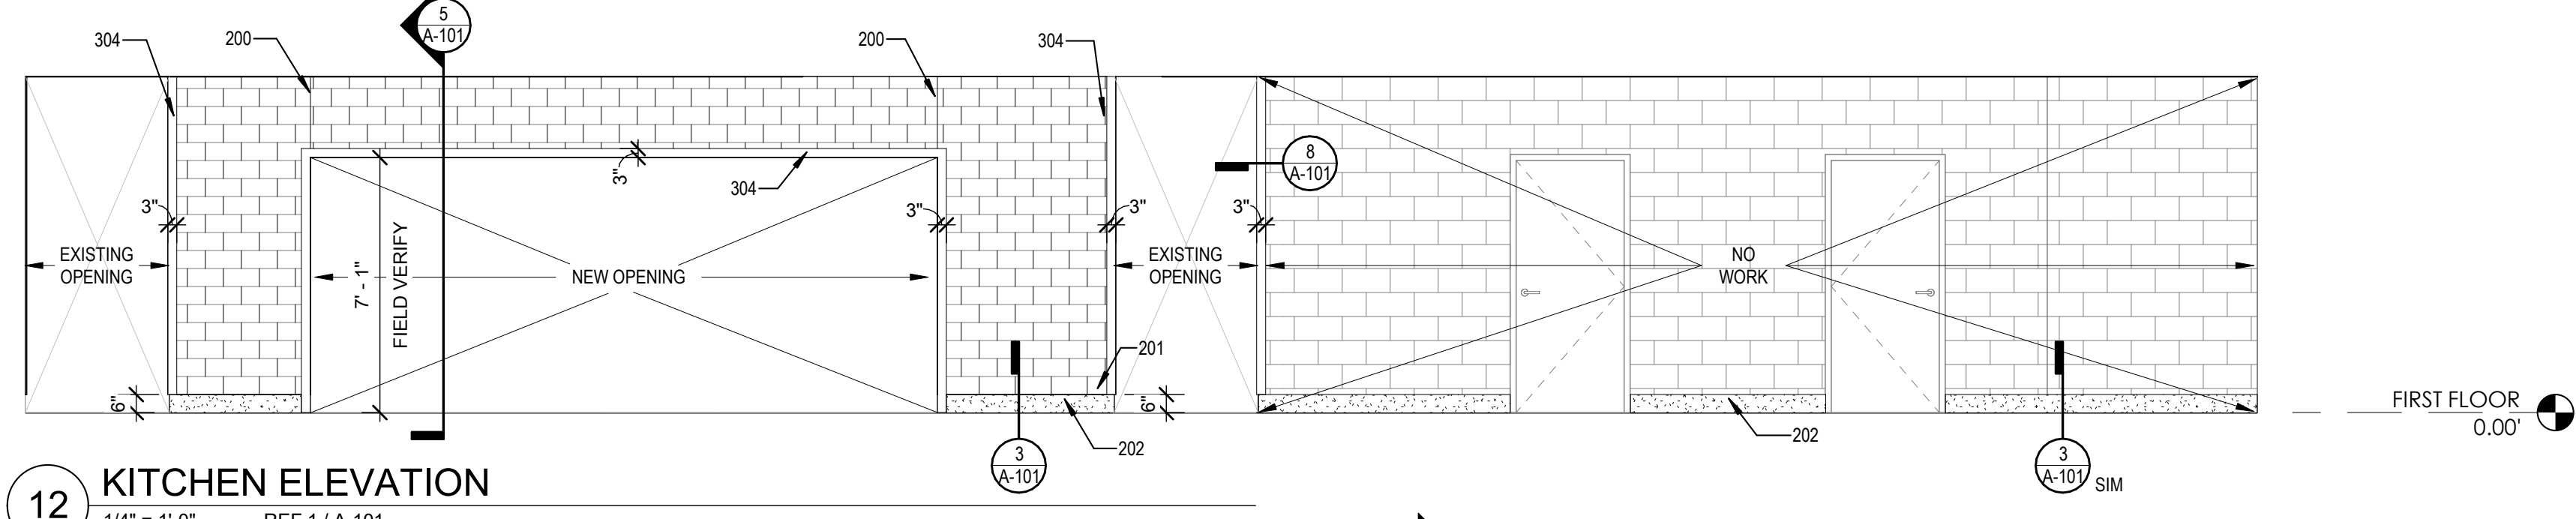 5
A-101
304
200
200
304
3"
304
8
A-101
3"
3"
3"
3"
EXISTING
OPENING
7' - 1"
FIELD VERIFY
NEW OPENING
EXISTING
OPENING
NO
WORK
201
6"
6"
202
202
3
A-101
3
A-101
SIM
FIRST FLOOR
0.00'
12
KITCHEN ELEVATION